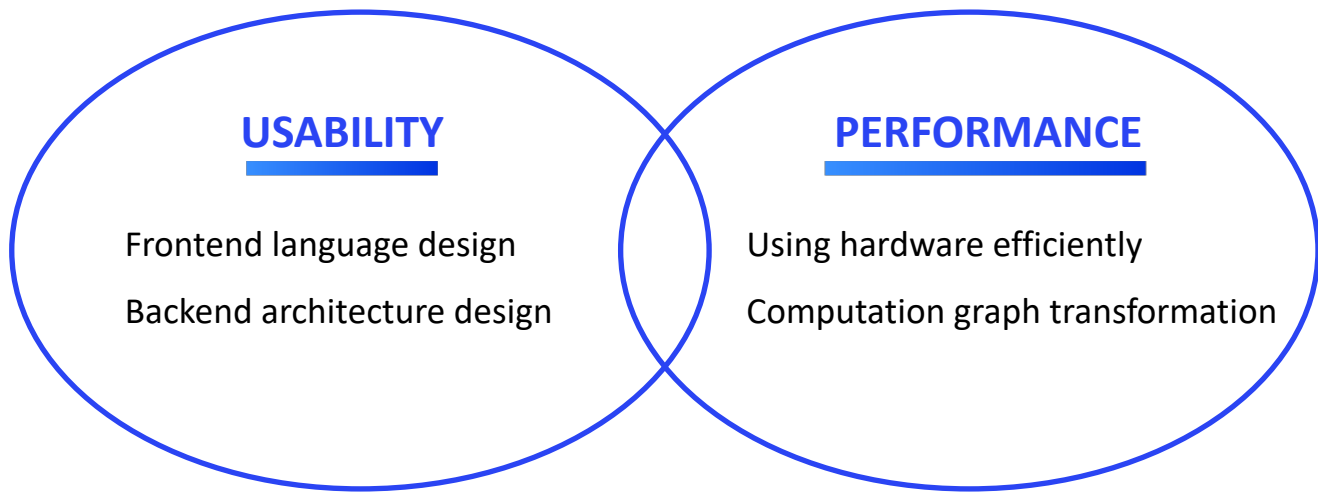 USABILITY
Frontend language design
Backend architecture design
PERFORMANCE
Using hardware efficiently
Computation graph transformation